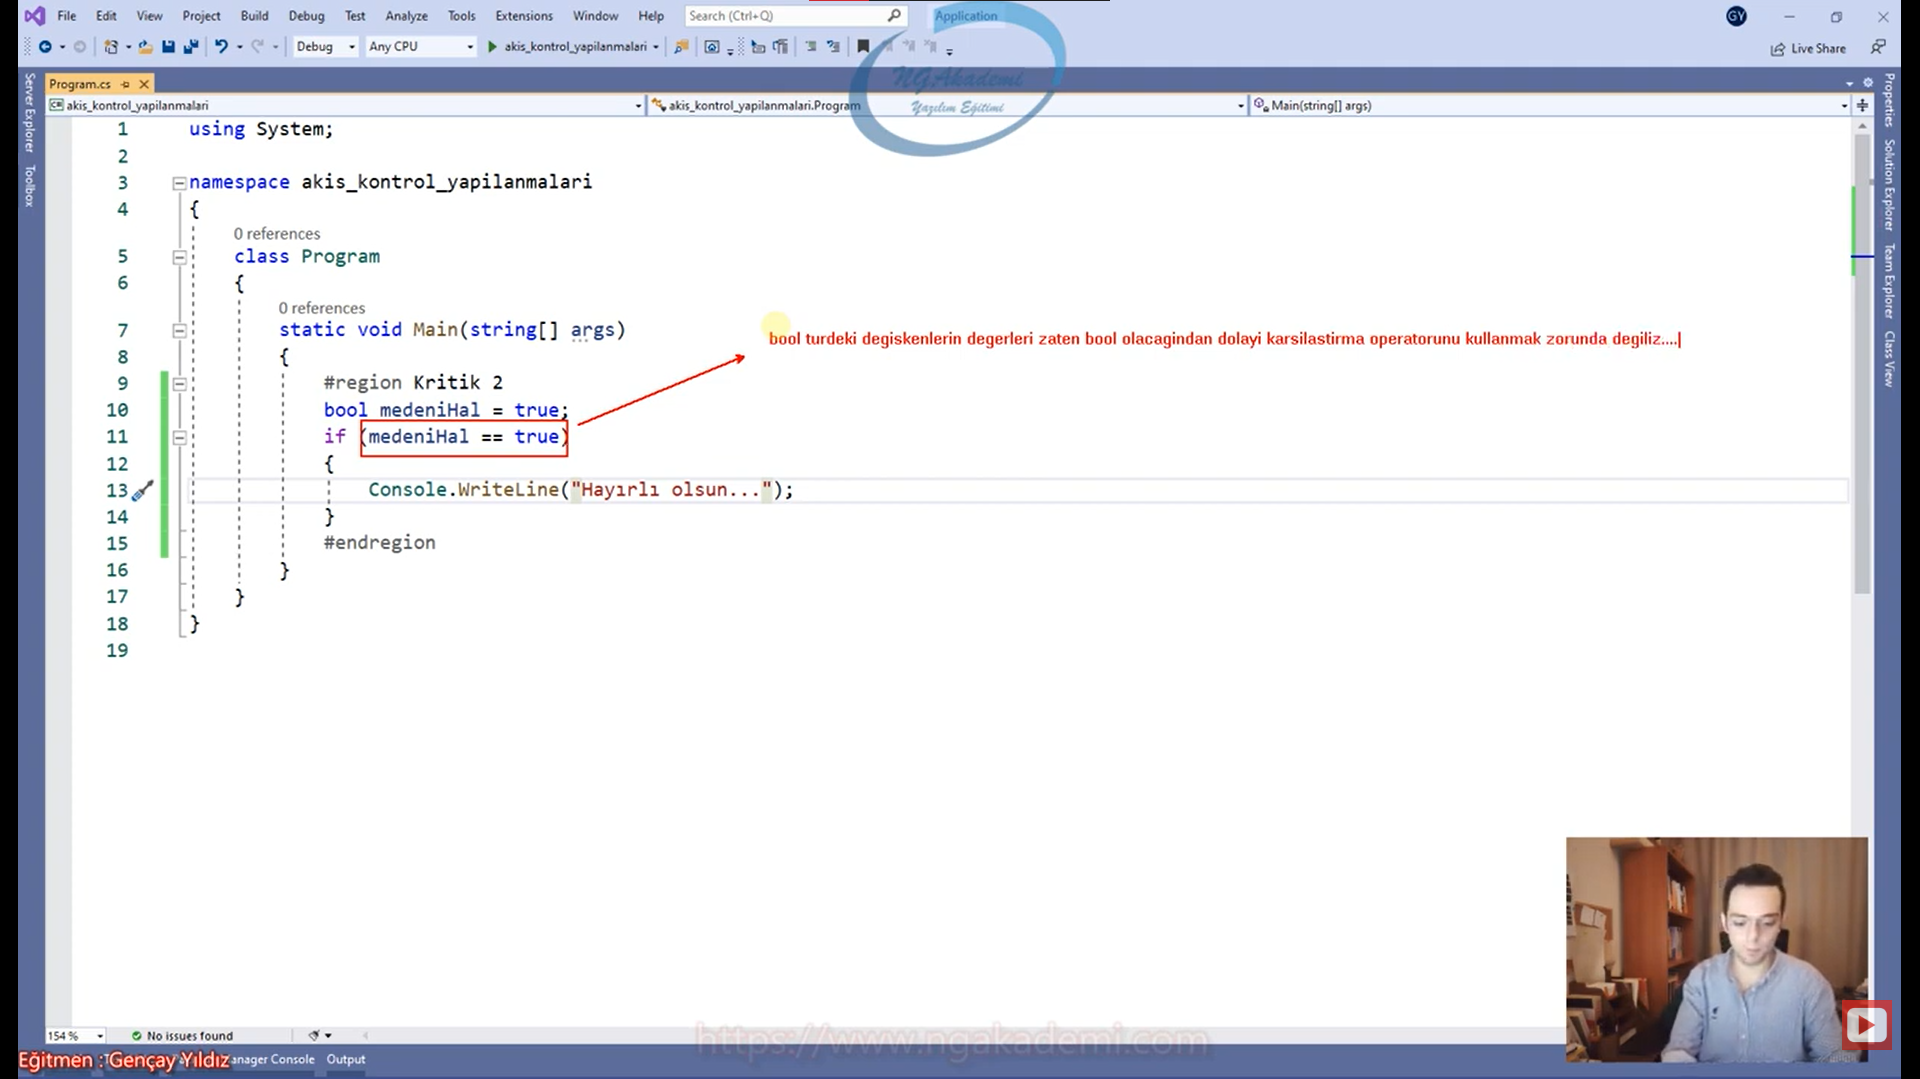 File Edit View Project Build Debug Test Analyze Tools Extensions Window Help Search (Ctrl+Q) Application GY
Debug Any CPU akis_kontrol_yapilanmalari Live Share
NGAkademi
Yazılım Eğitimi
Program.cs
akis_kontrol_yapilanmalari akis_kontrol_yapilanmalari.Program Main(string[] args)
Server Explorer
Toolbox
Properties
Solution Explorer
Team Explorer
Class View
1 using System;
2
3 namespace akis_kontrol_yapilanmalari
4 {
0 references
5 class Program
6 {
0 references
7 static void Main(string[] args)
bool turdeki degiskenlerin degerleri zaten bool olacagindan dolayi karsilastirma operatorunu kullanmak zorunda degiliz....
8 {
9 #region Kritik 2
10 bool medeniHal = true;
11 if (medeniHal == true)
12 {
13 Console.WriteLine("Hayırlı olsun...");
14 }
15 #endregion
16 }
17 }
18 }
19
154 % No issues found
https://www.ngakademi.com
Eğitmen : Gençay Yıldız anager Console Output